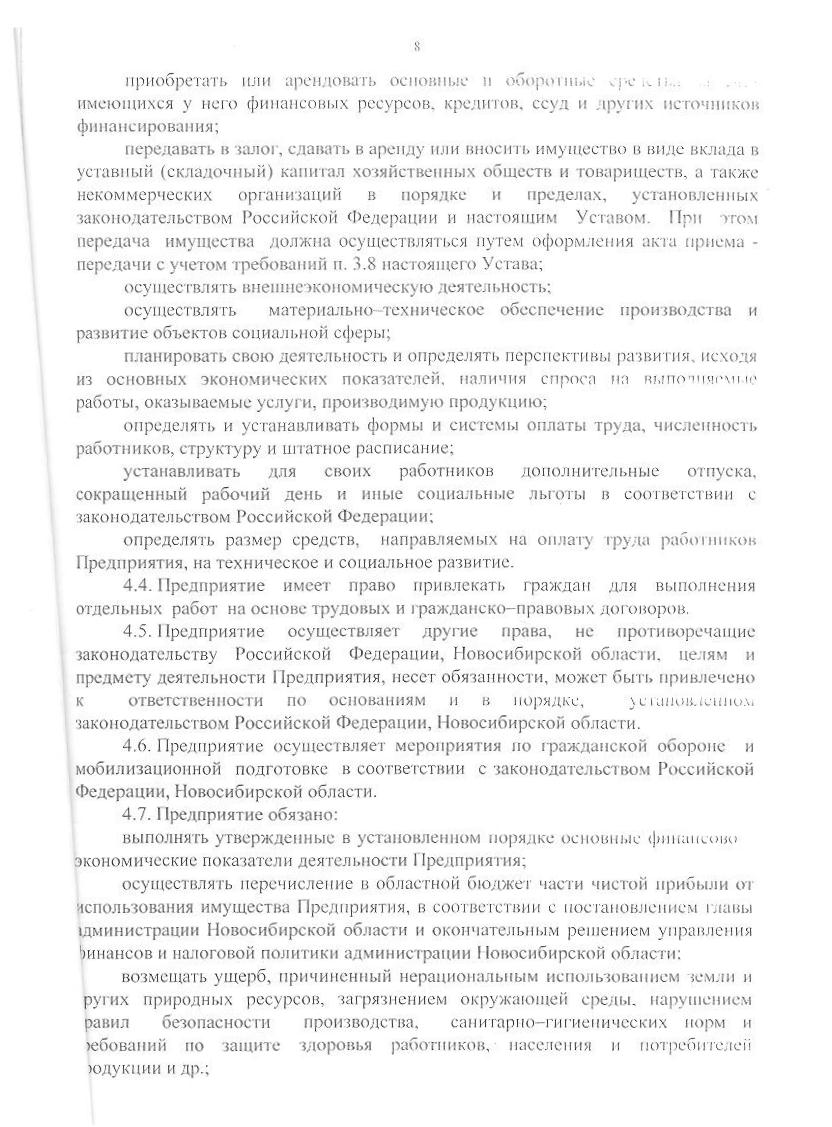 8
приобретать или арендовать основные и оборотные
имеющихся у него финансовых ресурсов, кредитов, ссуд и других источников
финансирования;
передавать в залог, сдавать в аренду или вносить имущество в виде вклада в
уставный (складочный) капитал хозяйственных обществ и товариществ, а также
некоммерческих организаций в порядке и пределах, установленных
законодательством Российской Федерации и настоящим Уставом. При этом
передача имущества должна осуществляться путем оформления акта приема -
передачи с учетом требований п. 3.8 настоящего Устава;
осуществлять внешнеэкономическую деятельность;
осуществлять материально–техническое обеспечение производства и
развитие объектов социальной сферы;
планировать свою деятельность и определять перспективы развития, исходя
из основных экономических показателей, наличия спроса на выполняемые
работы, оказываемые услуги, производимую продукцию;
определять и устанавливать формы и системы оплаты труда, численность
работников, структуру и штатное расписание;
устанавливать для своих работников дополнительные отпуска,
сокращенный рабочий день и иные социальные льготы в соответствии с
законодательством Российской Федерации;
определять размер средств, направляемых на оплату труда работников
Предприятия, на техническое и социальное развитие.
4.4. Предприятие имеет право привлекать граждан для выполнения
отдельных работ на основе трудовых и гражданско–правовых договоров.
4.5. Предприятие осуществляет другие права, не противоречащие
законодательству Российской Федерации, Новосибирской области, целям и
предмету деятельности Предприятия, несет обязанности, может быть привлечено
к ответственности по основаниям и в порядке, установленном
законодательством Российской Федерации, Новосибирской области.
4.6. Предприятие осуществляет мероприятия по гражданской обороне и
мобилизационной подготовке в соответствии с законодательством Российской
Федерации, Новосибирской области.
4.7. Предприятие обязано:
выполнять утвержденные в установленном порядке основные финансово
экономические показатели деятельности Предприятия;
осуществлять перечисление в областной бюджет части чистой прибыли от
использования имущества Предприятия, в соответствии с постановлением главы
администрации Новосибирской области и окончательным решением управления
финансов и налоговой политики администрации Новосибирской области;
возмещать ущерб, причиненный нерациональным использованием земли и
других природных ресурсов, загрязнением окружающей среды, нарушением
правил безопасности производства, санитарно–гигиенических норм и
требований по защите здоровья работников, населения и потребителей
продукции и др.;